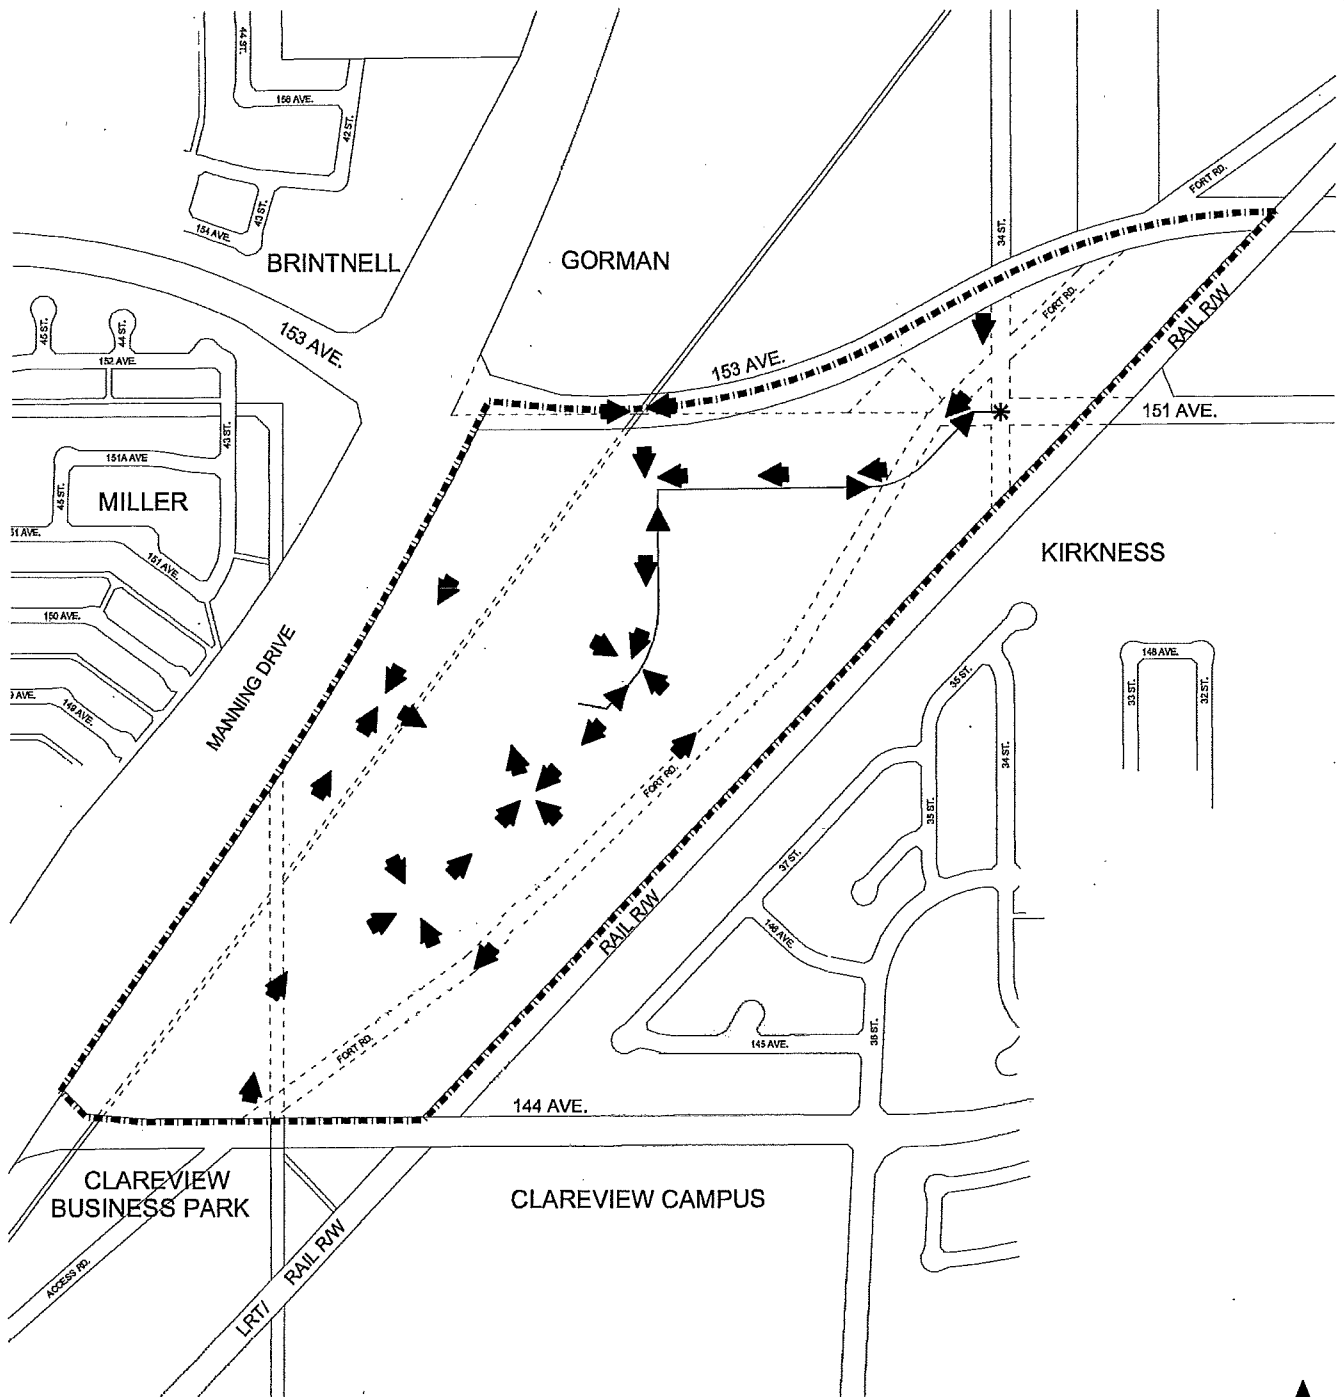 44 ST.
156 AVE.
42 ST.
43 ST.
154 AVE.
FORT RD.
34 ST.
BRINTNELL
GORMAN
FORT RD.
RAIL R/W
45 ST.
44 ST.
153 AVE.
152 AVE.
153 AVE.
151 AVE.
43 ST.
151A AVE
45 ST.
MILLER
51 AVE.
151 AVE.
KIRKNESS
150 AVE.
MANNING DRIVE
148 AVE.
35 ST.
33 ST.
32 ST.
9 AVE.
149 AVE.
34 ST.
FORT RD.
35 ST.
37 ST.
RAIL R/W
146 AVE.
FORT RD.
145 AVE.
36 ST.
144 AVE.
CLAREVIEW
BUSINESS PARK
CLAREVIEW CAMPUS
ACCESS RD.
LRT/ RAIL R/W